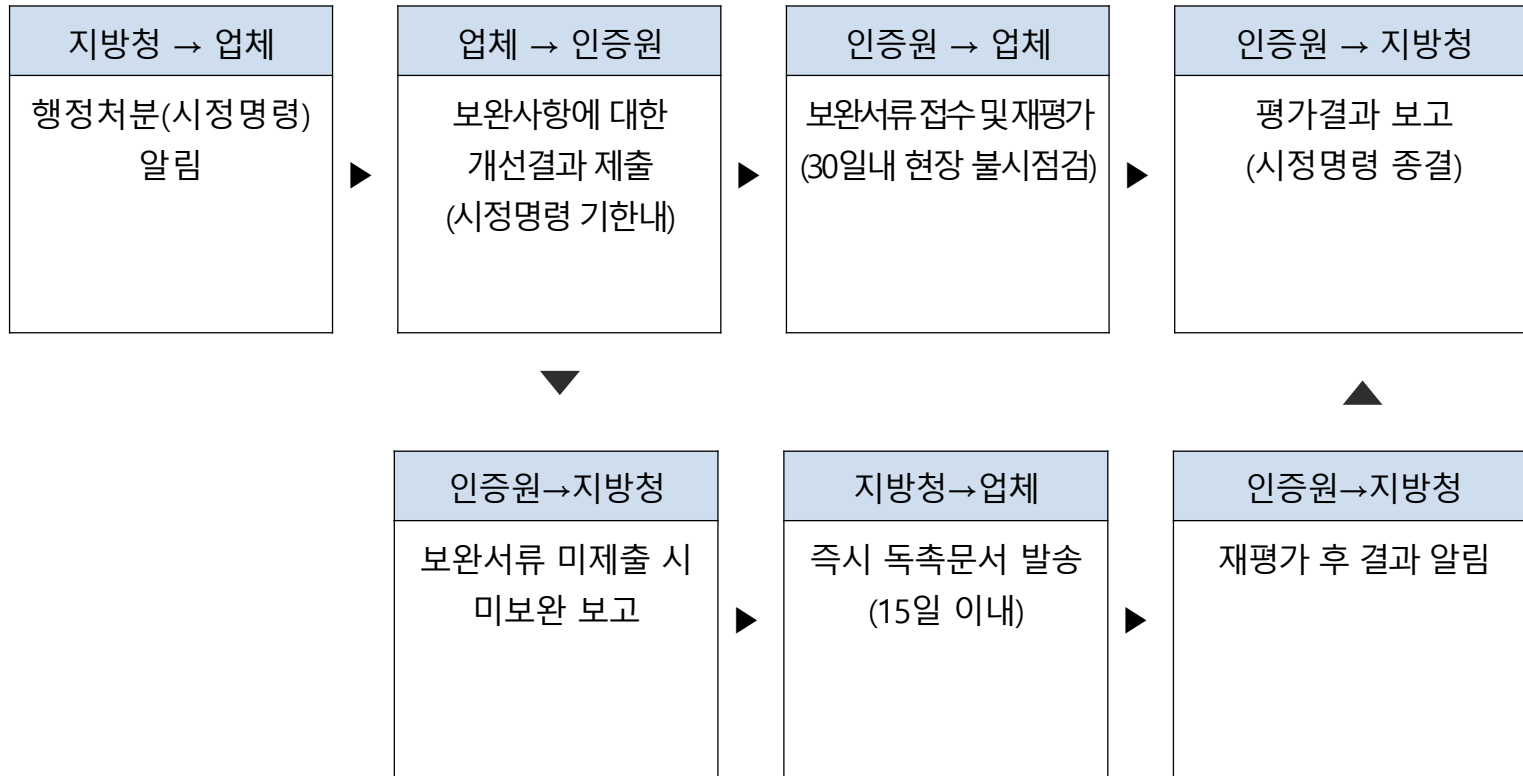 지방청 → 업체
행정처분(시정명령)
알림
▶
업체 → 인증원
보완사항에 대한
개선결과 제출
(시정명령 기한내)
▶
인증원 → 업체
보완서류 접수 및 재평가
(30일내 현장 불시점검)
▶
인증원 → 지방청
평가결과 보고
(시정명령 종결)
▼
▲
인증원→지방청
보완서류 미제출 시
미보완 보고
▶
지방청→업체
즉시 독촉문서 발송
(15일 이내)
▶
인증원→지방청
재평가 후 결과 알림